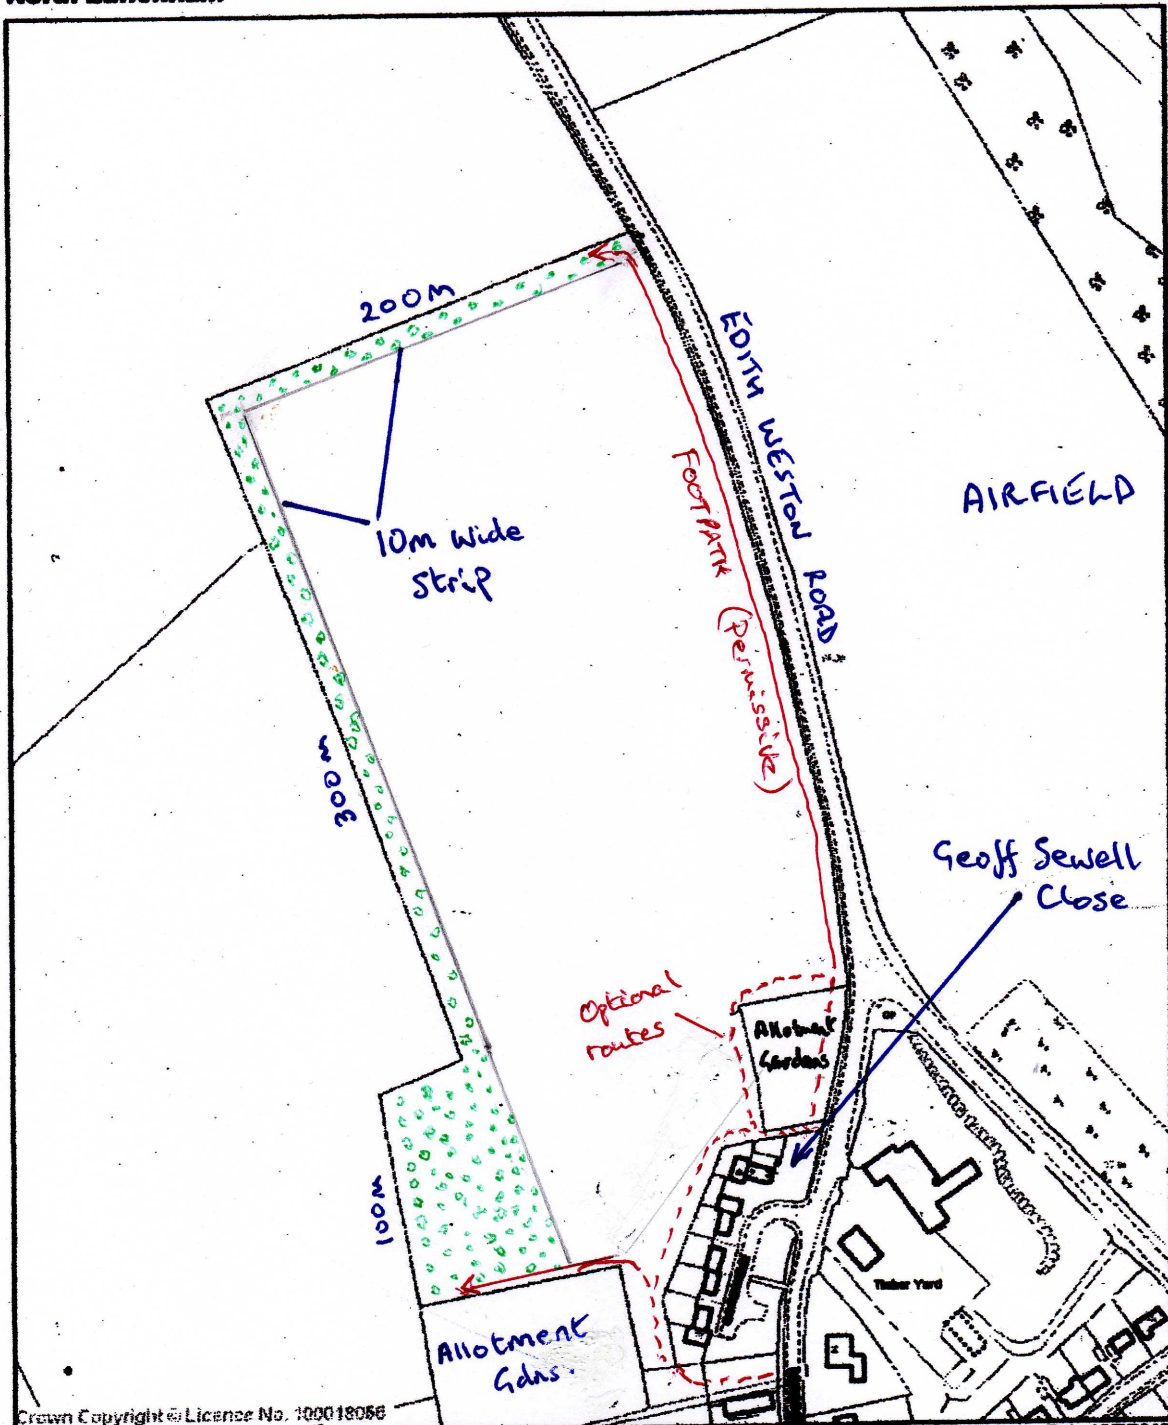 200M
EDITH WESTON ROAD
AIRFIELD
FOOTPATH (Permissive)
10m wide
Strip
300m
Geoff Sewell
Close
Optional
routes
Allotment
Gardens
100m
Timber Yard
Allotment
Gdns.
Crown Copyright © Licence No. 100018056